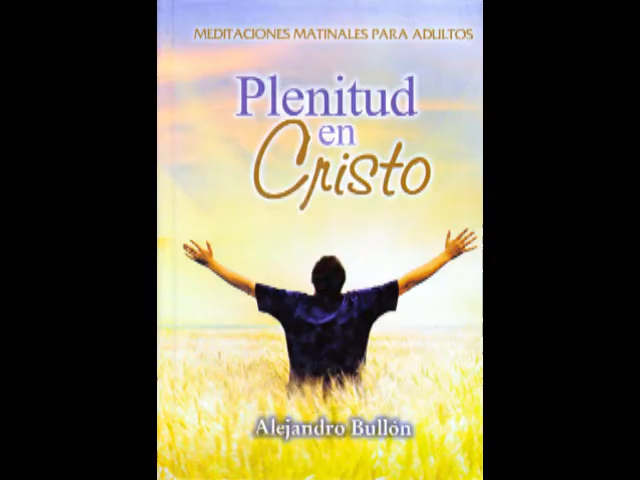 MEDITACIONES MATINALES PARA ADULTOS
Plenitud
en
Cristo
Alejandro Bullón